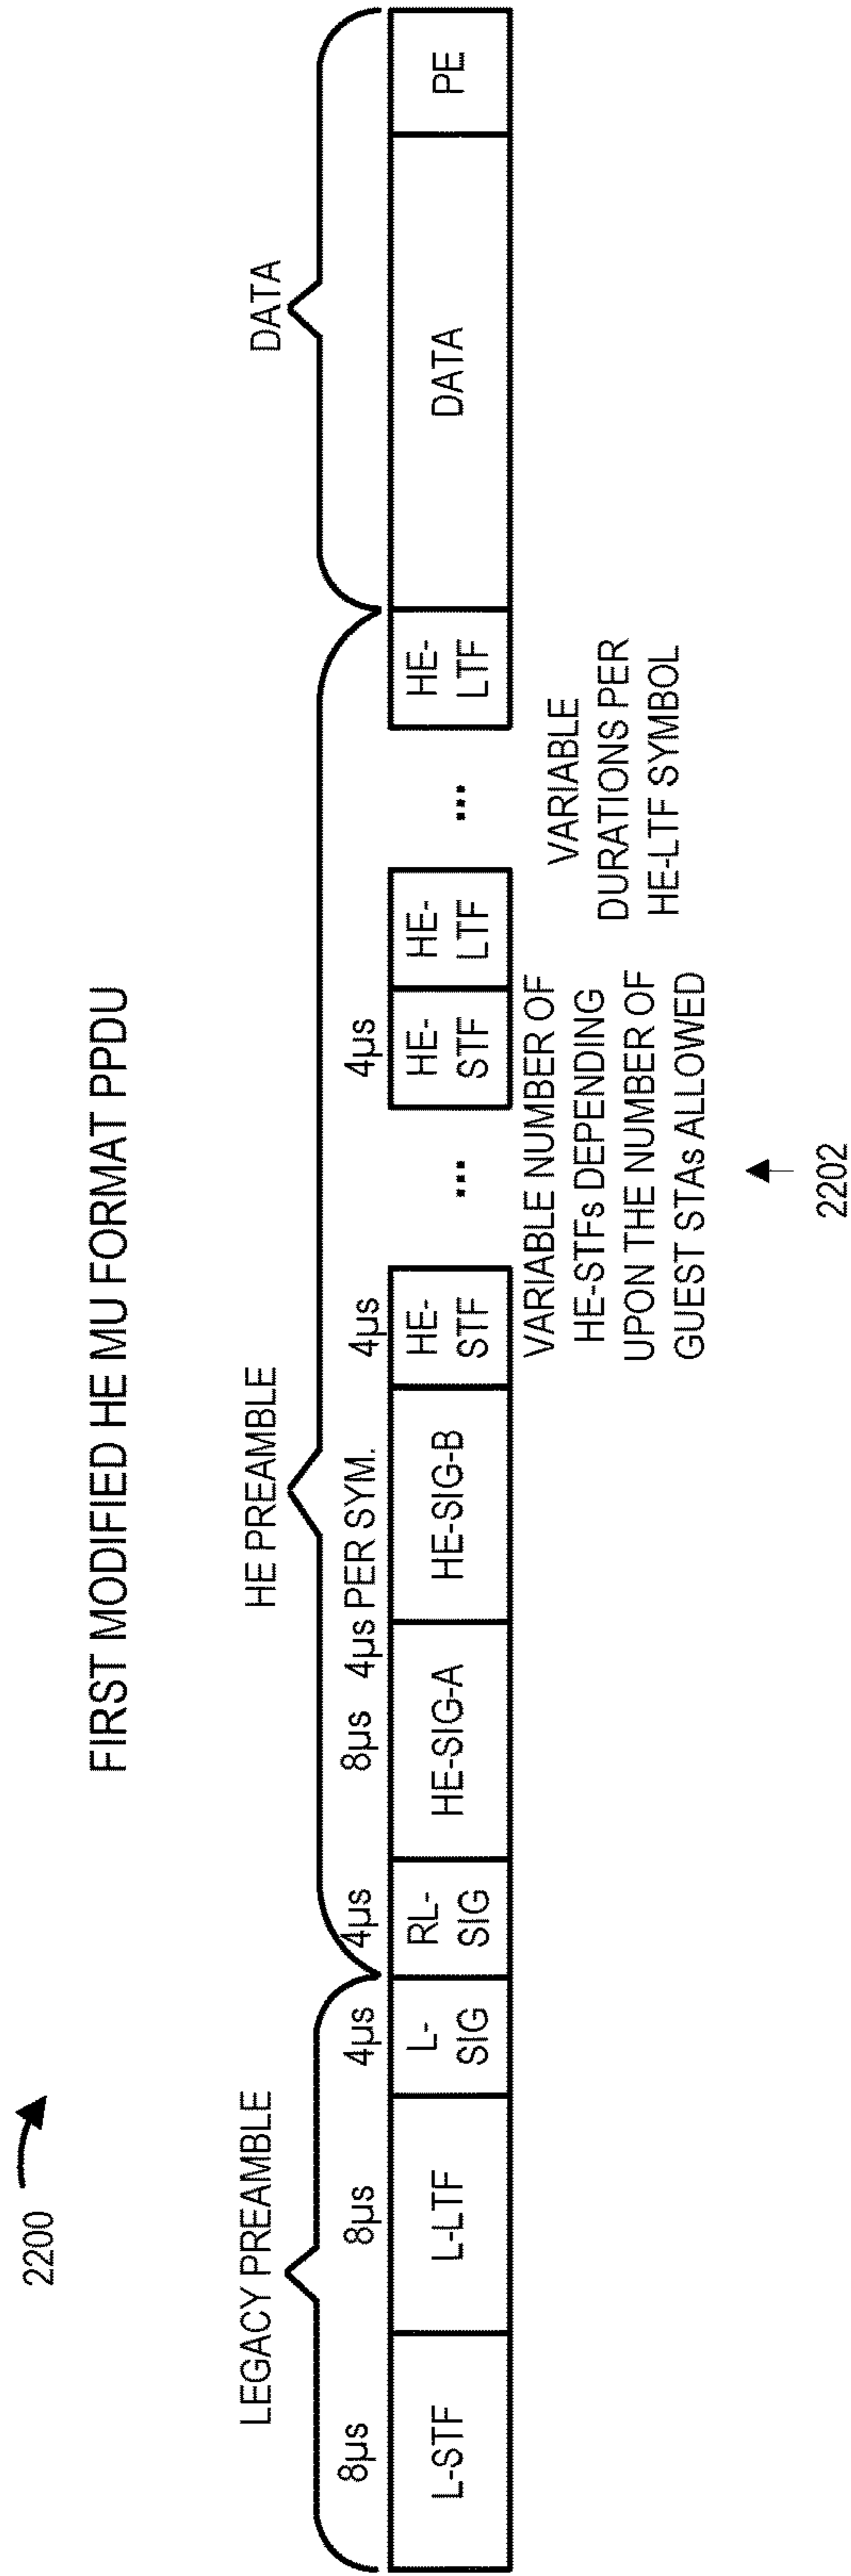 2200
FIRST MODIFIED HE MU FORMAT PPDU
LEGACY PREAMBLE
HE PREAMBLE
DATA
8µs
8µs
4µs
4µs
8µs
4µs PER SYM.
4µs
4µs
L-STF
L-LTF
L-
SIG
RL-
SIG
HE-SIG-A
HE-SIG-B
HE-
STF
...
HE-
STF
HE-
LTF
...
HE-
LTF
DATA
PE
VARIABLE NUMBER OF
HE-STFs DEPENDING
UPON THE NUMBER OF
GUEST STAs ALLOWED
VARIABLE
DURATIONS PER
HE-LTF SYMBOL
2202